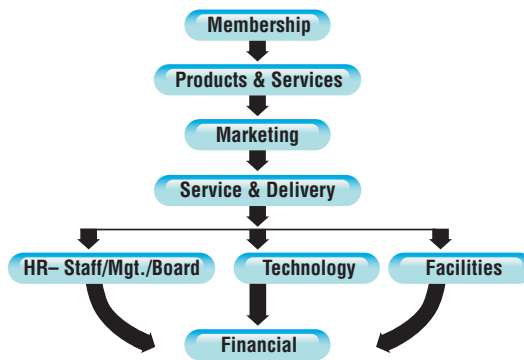 Membership
Products & Services
Marketing
Service & Delivery
HR– Staff/Mgt./Board
Technology
Facilities
Financial